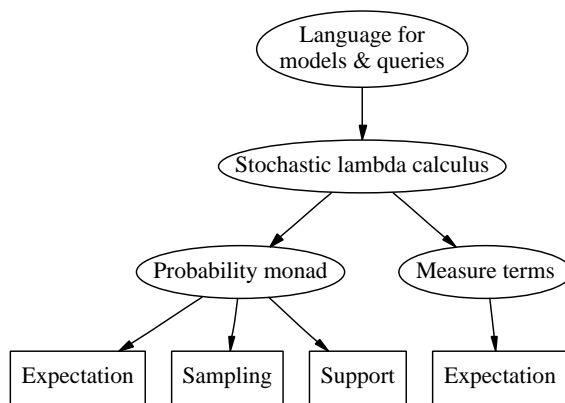 Language for
models & queries
Stochastic lambda calculus
Probability monad
Measure terms
Expectation
Sampling
Support
Expectation